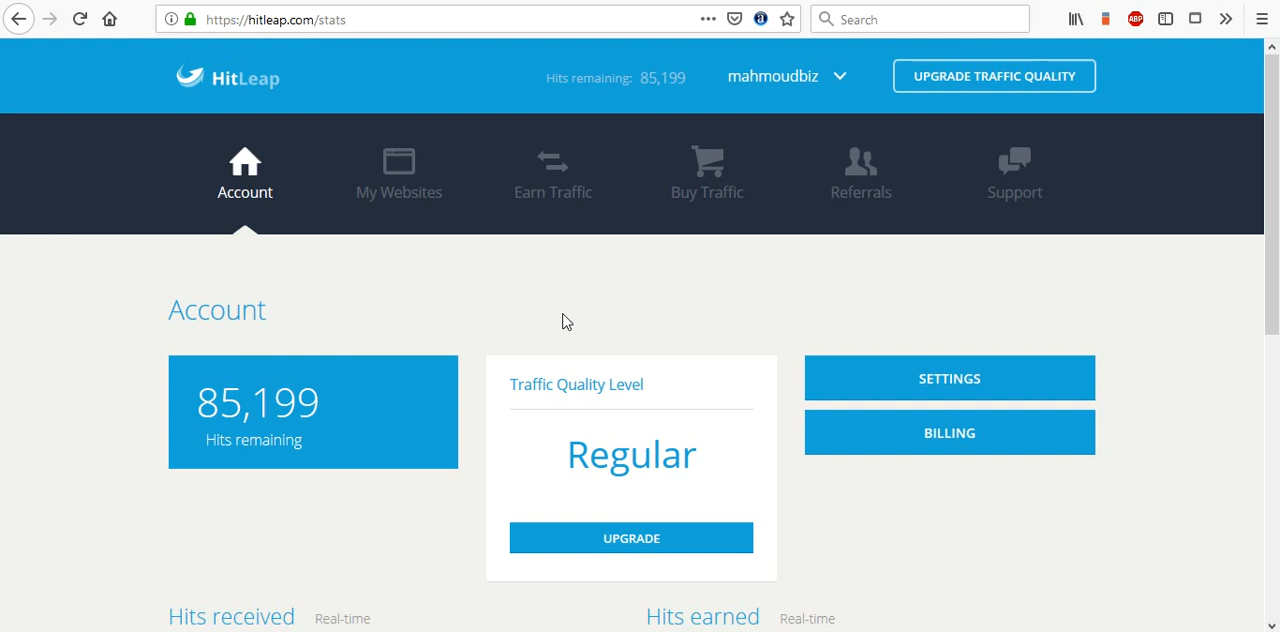 https://hitleap.com/stats
Search
ABP
HitLeap
Hits remaining: 85,199
mahmoudbiz
UPGRADE TRAFFIC QUALITY
Account
My Websites
Earn Traffic
Buy Traffic
Referrals
Support
Account
85,199
Hits remaining
Traffic Quality Level
Regular
UPGRADE
SETTINGS
BILLING
Hits received Real-time
Hits earned Real-time